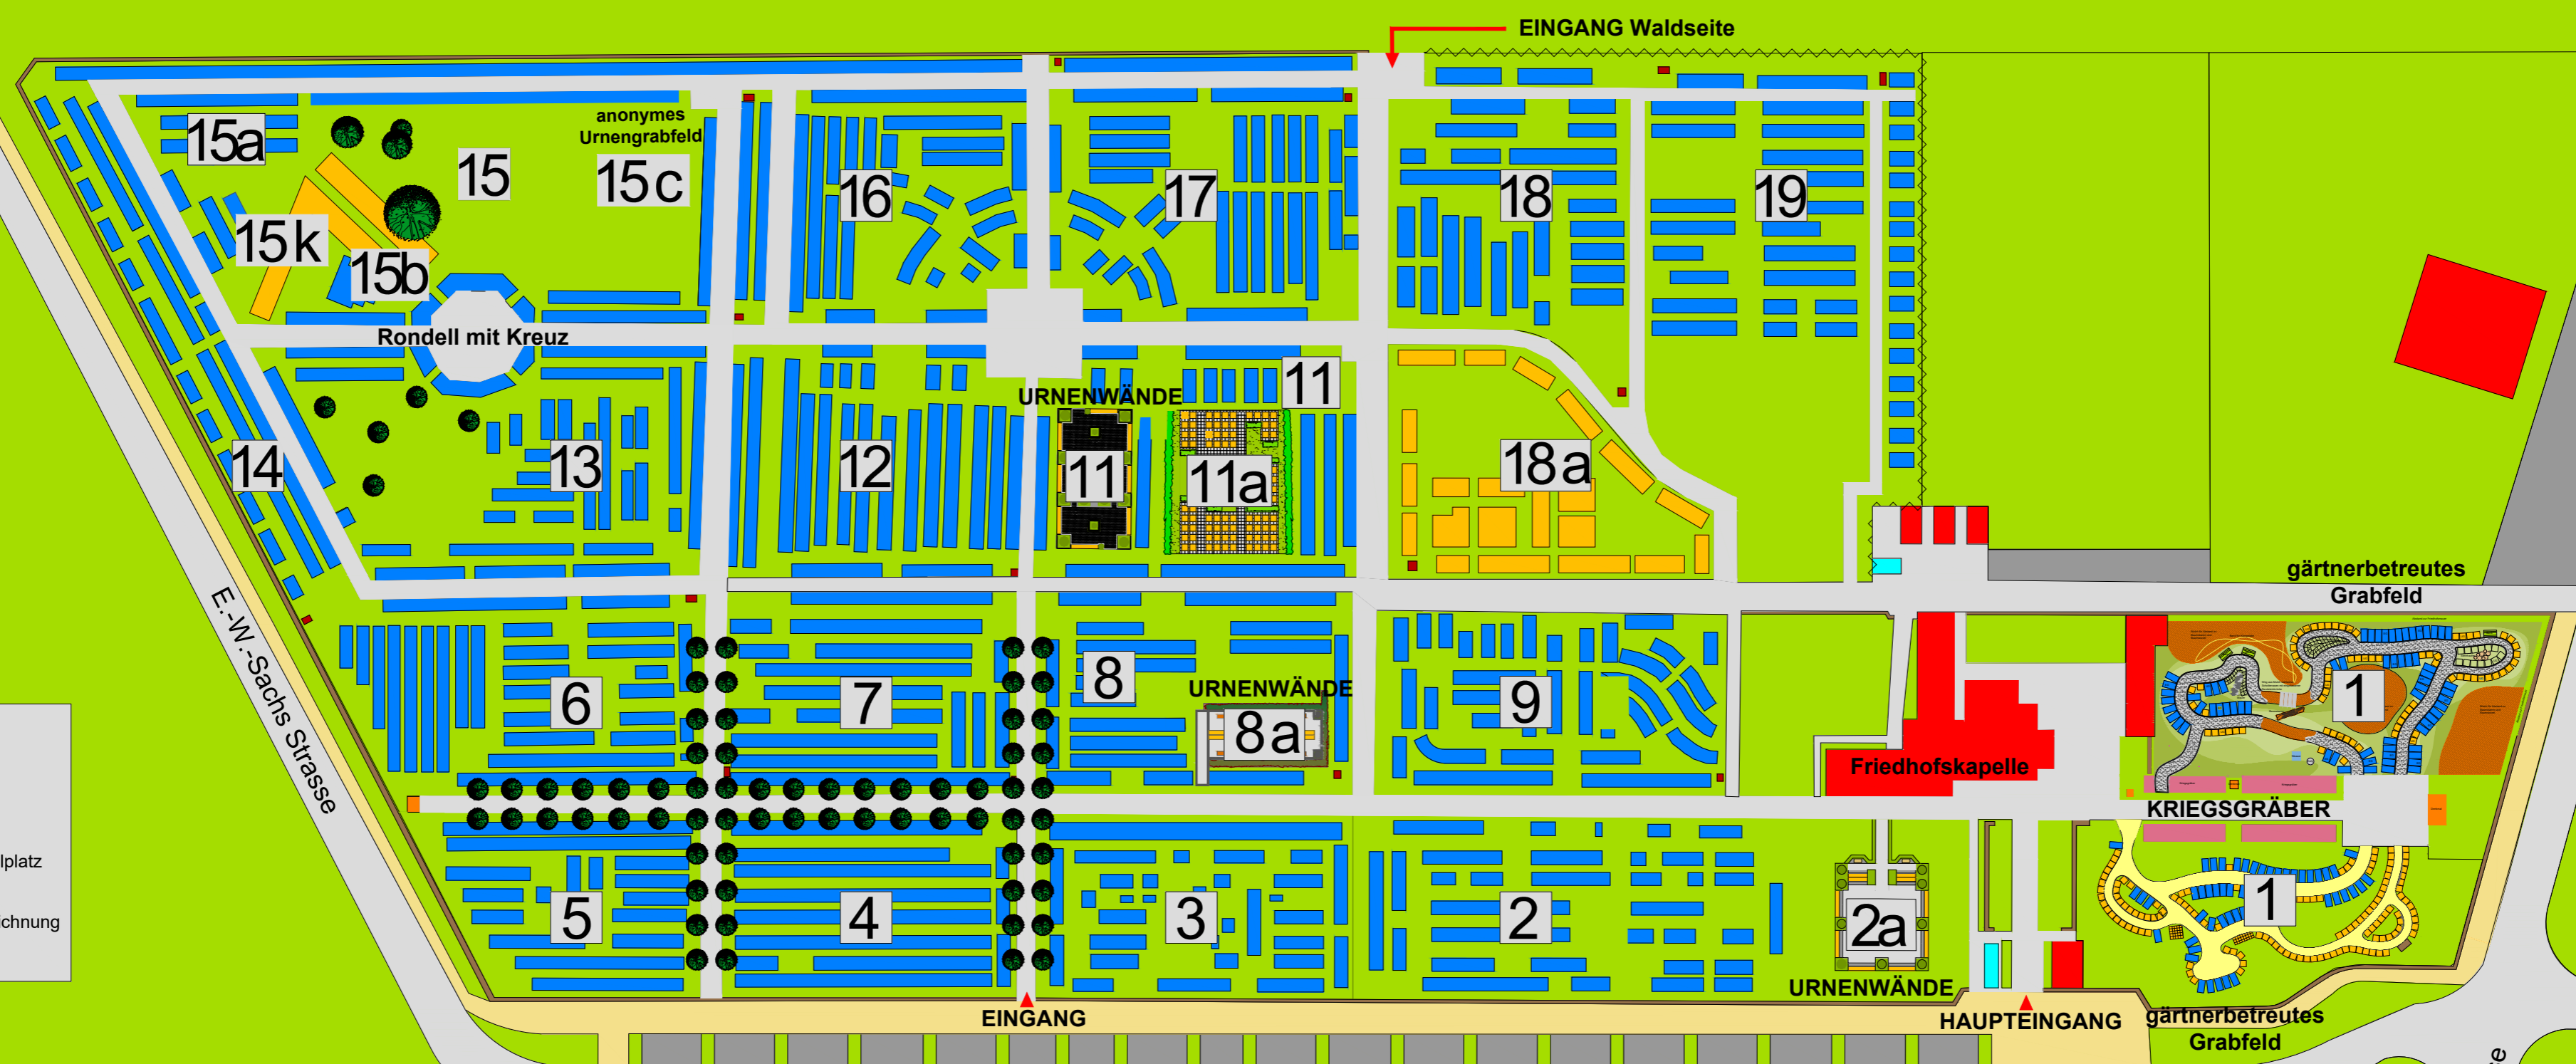 EINGANG Waldseite
15a
anonymes
Urnengrabfeld
15
15c
16
17
18
19
15k
15b
Rondell mit Kreuz
11
URNENWÄNDE
14
13
12
11
11a
18a
gärtnerbetreutes
Grabfeld
E.-W.-Sachs Strasse
6
7
8
URNENWÄNDE
8a
9
1
Friedhofskapelle
KRIEGSGRÄBER
lplatz
ichnung
5
4
3
2
2a
1
URNENWÄNDE
EINGANG
HAUPTEINGANG
gärtnerbetreutes
Grabfeld